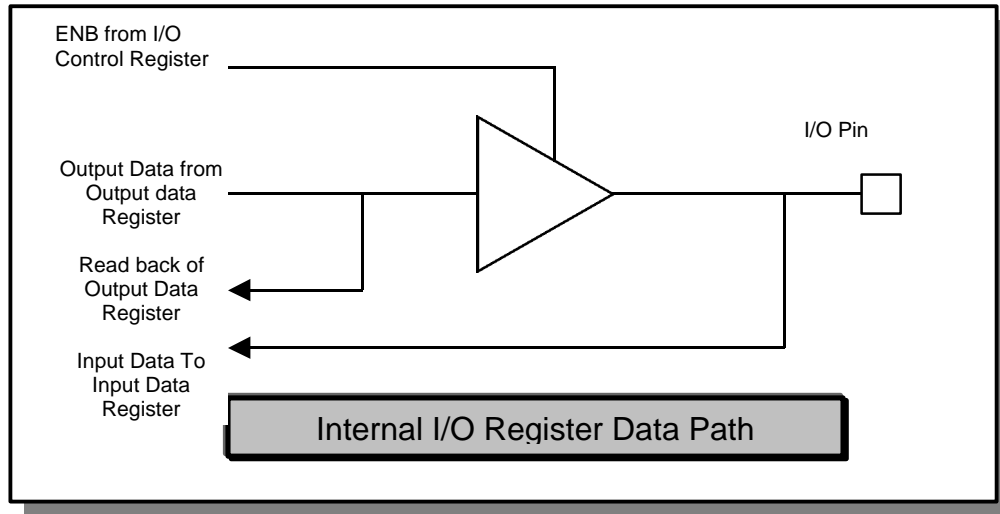 ENB from I/O
Control Register
I/O Pin
Output Data from
Output data
Register
Read back of
Output Data
Register
Input Data To
Input Data
Register
Internal I/O Register Data Path